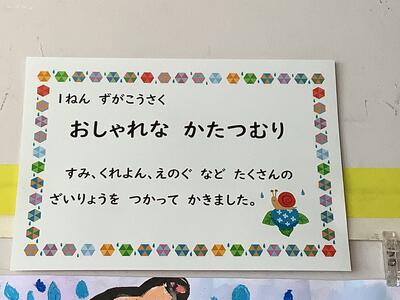 1ねん ずがこうさく
おしゃれな かたつむり
すみ、くれよん、えのぐ など たくさんの
ざいりょうを つかって かきました。